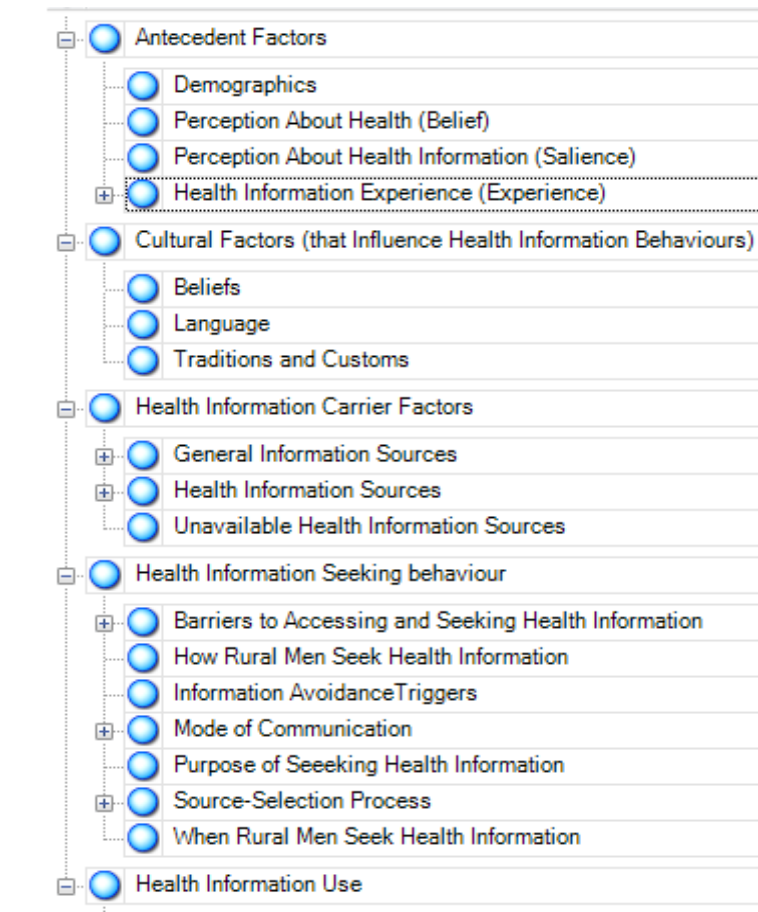 Antecedent Factors
Demographics
Perception About Health (Belief)
Perception About Health Information (Salience)
Health Information Experience (Experience)
Cultural Factors (that Influence Health Information Behaviours)
Beliefs
Language
Traditions and Customs
Health Information Carrier Factors
General Information Sources
Health Information Sources
Unavailable Health Information Sources
Health Information Seeking behaviour
Barriers to Accessing and Seeking Health Information
How Rural Men Seek Health Information
Information AvoidanceTriggers
Mode of Communication
Purpose of Seeeking Health Information
Source-Selection Process
When Rural Men Seek Health Information
Health Information Use